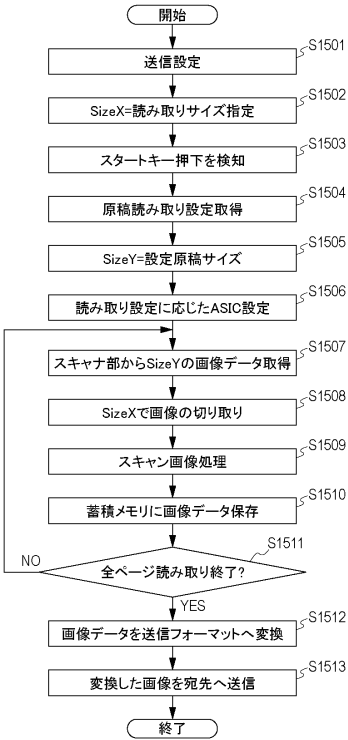 開始
S1501
送信設定
S1502
SizeX=読み取りサイズ指定
S1503
スタートキー押下を検知
S1504
原稿読み取り設定取得
S1505
SizeY=設定原稿サイズ
S1506
読み取り設定に応じたASIC設定
S1507
スキャナ部からSizeYの画像データ取得
S1508
SizeXで画像の切り取り
S1509
スキャン画像処理
S1510
蓄積メモリに画像データ保存
S1511
全ページ読み取り終了?
NO
YES
S1512
画像データを送信フォーマットへ変換
S1513
変換した画像を宛先へ送信
終了